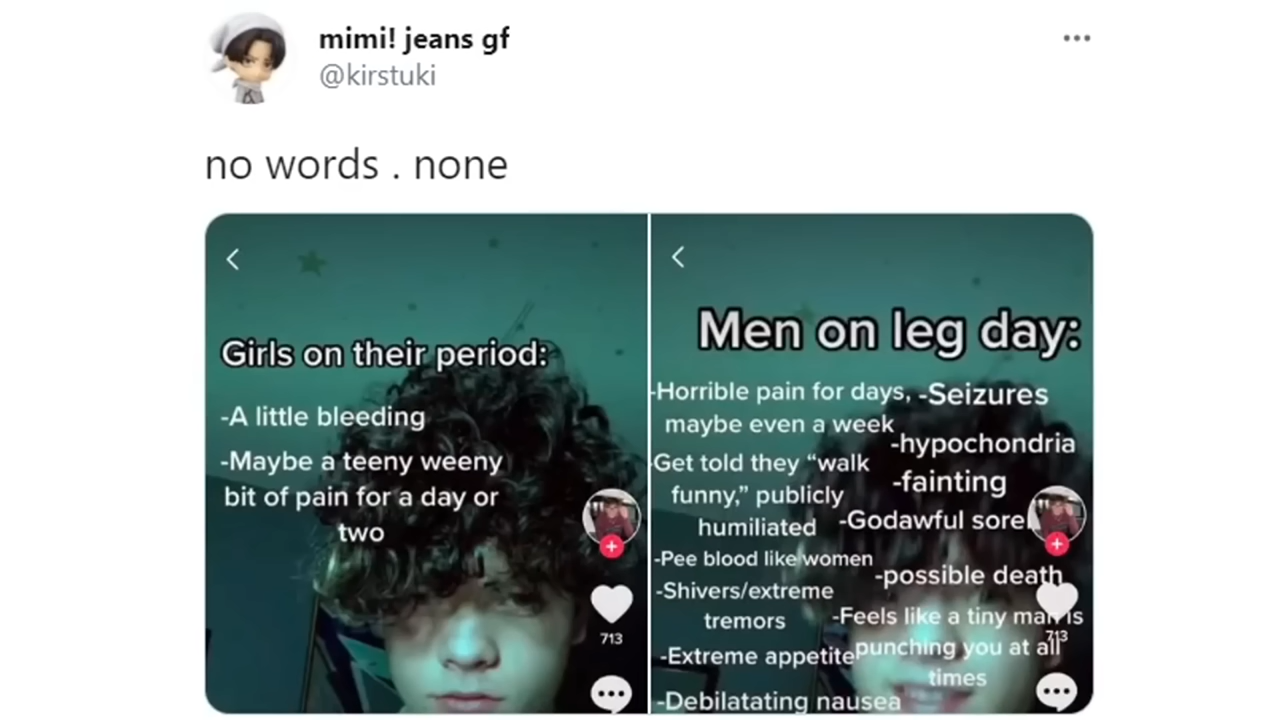 mimi! jeans gf
@kirstuki
no words . none
Girls on their period:
-A little bleeding
-Maybe a teeny weeny
bit of pain for a day or
two
713
Men on leg day:
-Horrible pain for days,
maybe even a week
-Get told they “walk
funny,” publicly
humiliated
-Pee blood like women
-Shivers/extreme
tremors
-Extreme appetite
-Debilatating nausea
-Seizures
-hypochondria
-fainting
-Godawful
-possible death
-Feels like a tiny man is
punching you at all
times
713